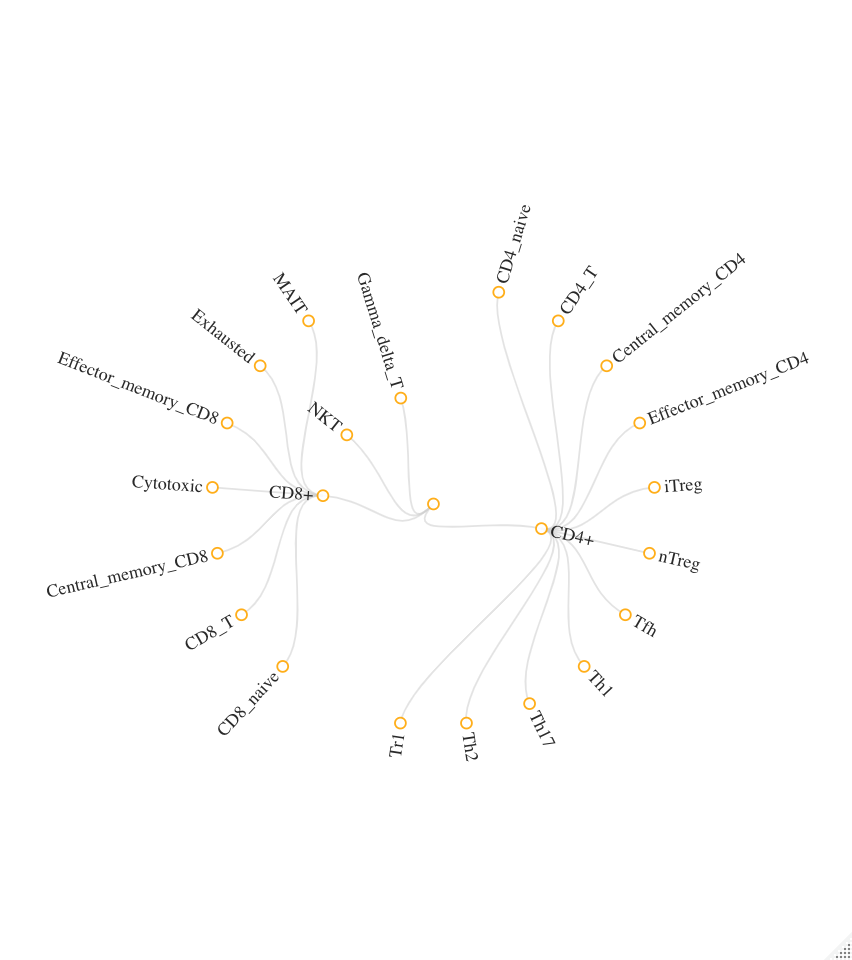 CD4_naive
CD4_T
Central_memory_CD4
Effector_memory_CD4
iTreg
nTreg
Tfh
Th1
Th17
Th2
Tr1
CD4+
Gamma_delta_T
NKT
MAIT
Exhausted
Effector_memory_CD8
Cytotoxic
CD8+
Central_memory_CD8
CD8_T
CD8_naive